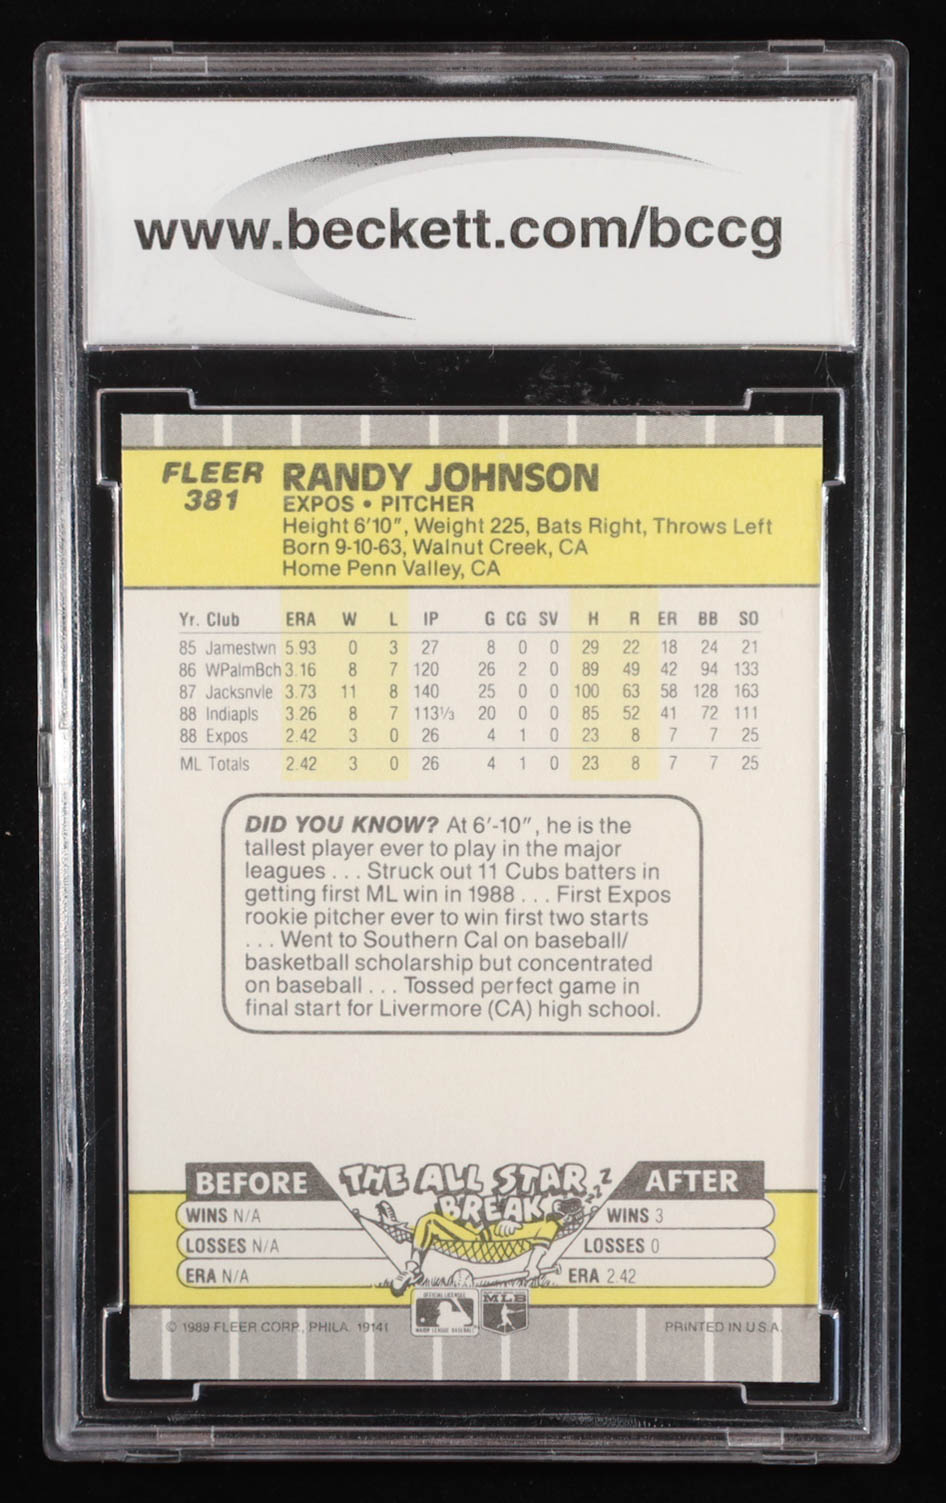 www.beckett.com/bccg
FLEER
381
RANDY JOHNSON
EXPOS • PITCHER
Height 6'10", Weight 225, Bats Right, Throws Left
Born 9-10-63, Walnut Creek, CA
Home Penn Valley, CA
Yr. Club ERA W L IP G CG SV H R ER BB SO
85 Jamestwn 5.93 0 3 27 8 0 0 29 22 18 24 21
86 WPalmBch 3.16 8 7 120 26 2 0 89 49 42 94 133
87 Jacksnvle 3.73 11 8 140 25 0 0 100 63 58 128 163
88 Indiapls 3.26 8 7 113⅓ 20 0 0 85 52 41 72 111
88 Expos 2.42 3 0 26 4 1 0 23 8 7 7 25
ML Totals 2.42 3 0 26 4 1 0 23 8 7 7 25
DID YOU KNOW? At 6'-10", he is the
tallest player ever to play in the major
leagues . . . Struck out 11 Cubs batters in
getting first ML win in 1988 . . . First Expos
rookie pitcher ever to win first two starts
. . . Went to Southern Cal on baseball/
basketball scholarship but concentrated
on baseball . . . Tossed perfect game in
final start for Livermore (CA) high school.
BEFORE
WINS N/A
LOSSES N/A
ERA N/A
THE ALL STAR
BREAK
z z z z
AFTER
WINS 3
LOSSES 0
ERA 2.42
© 1989 FLEER CORP., PHILA. 19141
OFFICIAL LICENSEE
MAJOR LEAGUE BASEBALL
MLB
PRINTED IN U.S.A.